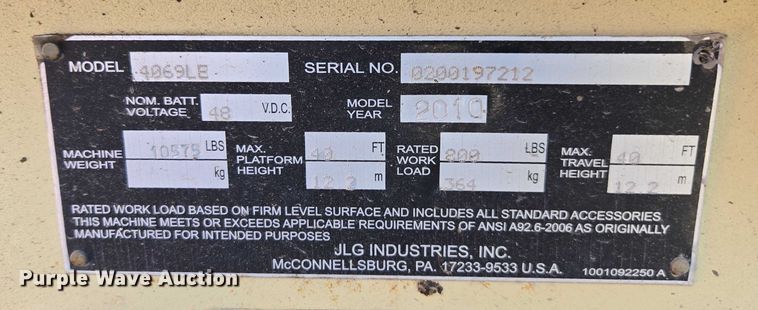 MODEL 4069LE SERIAL NO. 0200197212
NOM. BATT. VOLTAGE 48 V.D.C. MODEL YEAR 2010
MACHINE WEIGHT 10575 LBS kg MAX. PLATFORM HEIGHT 40 FT 12.2 m RATED WORK LOAD 800 LBS 364 kg MAX. TRAVEL HEIGHT 40 FT 12.2 m
RATED WORK LOAD BASED ON FIRM LEVEL SURFACE AND INCLUDES ALL STANDARD ACCESSORIES.
THIS MACHINE MEETS OR EXCEEDS APPLICABLE REQUIREMENTS OF ANSI A92.6-2006 AS ORIGINALLY
MANUFACTURED FOR INTENDED PURPOSES
JLG INDUSTRIES, INC.
McCONNELLSBURG, PA. 17233-9533 U.S.A. 1001092250 A
Purple Wave Auction